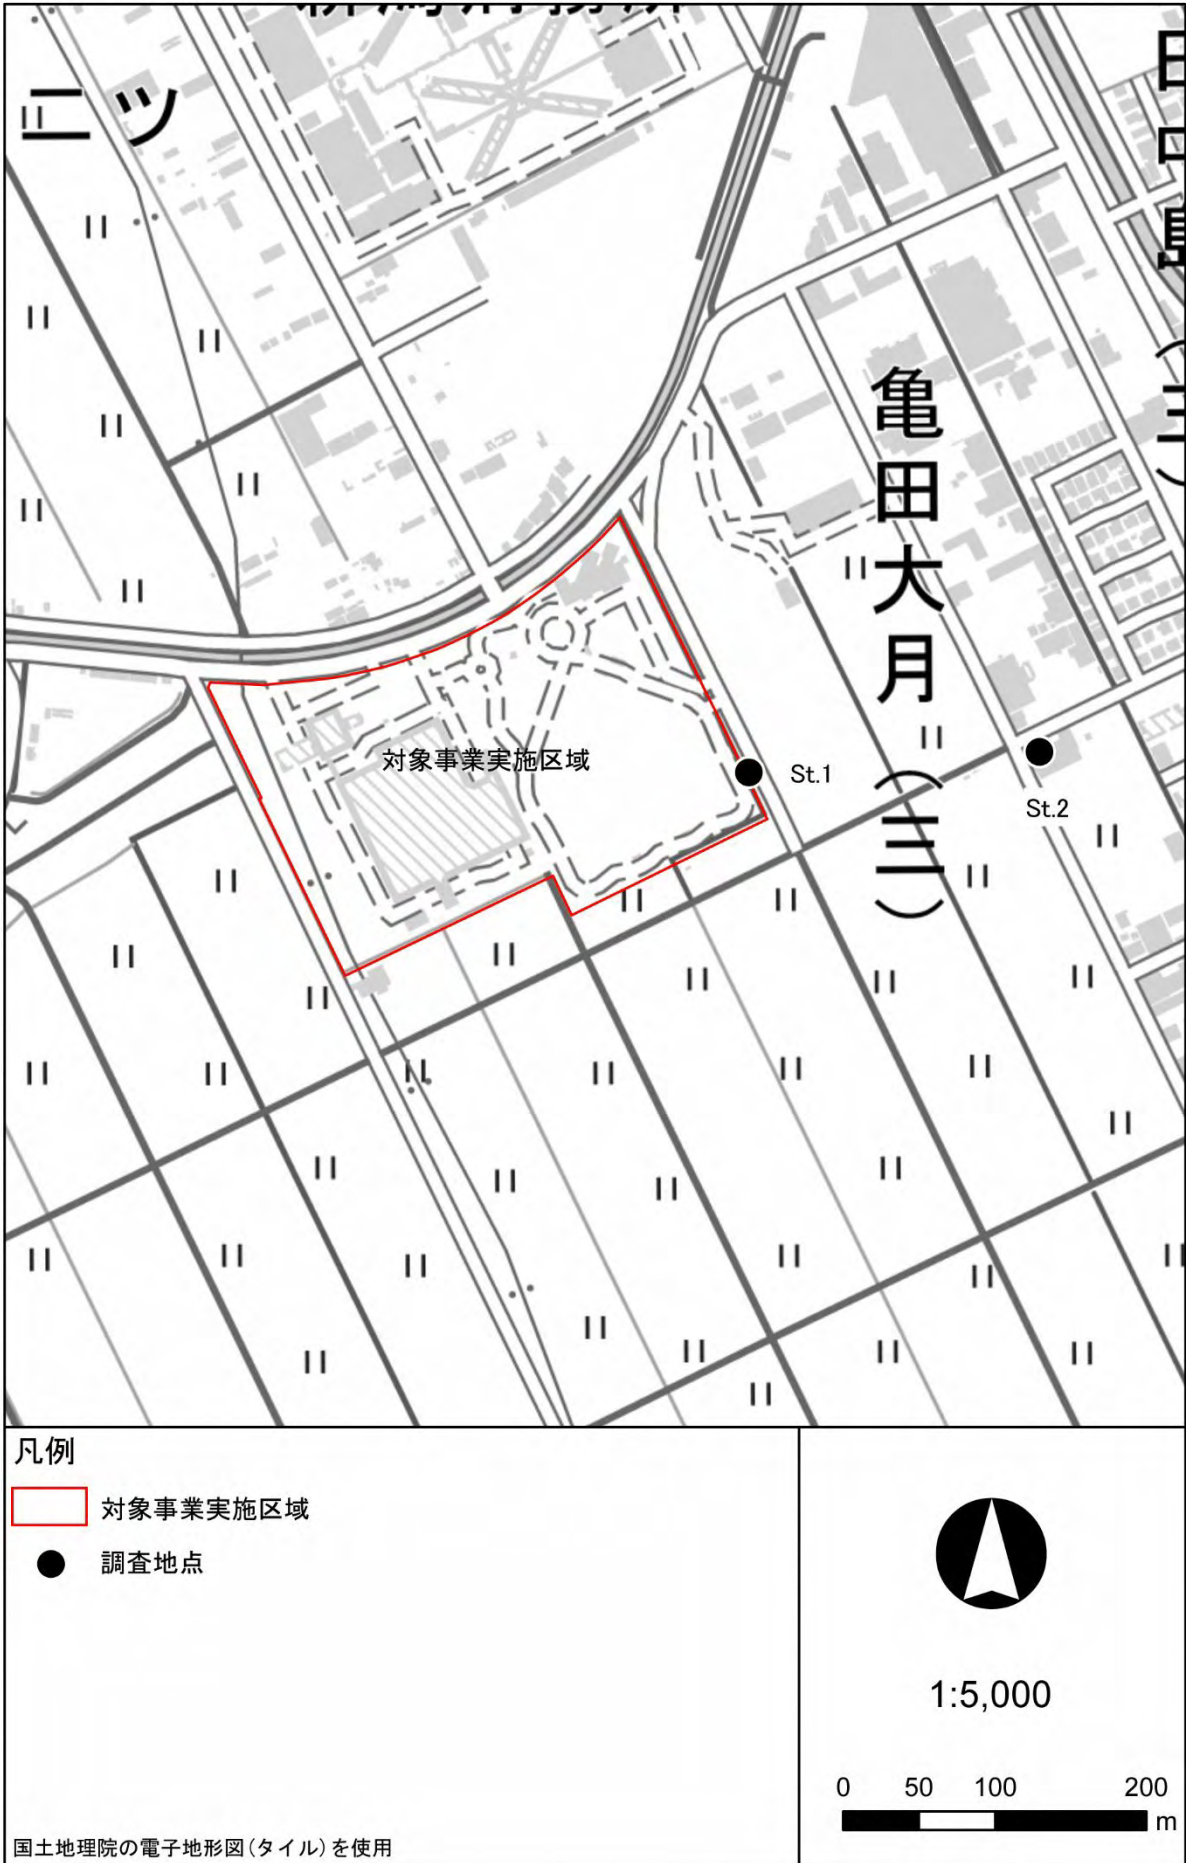 二ツ
亀田大月(三)
対象事業実施区域
St.1
St.2
凡例
対象事業実施区域
調査地点
1:5,000
0 50 100 200
m
国土地理院の電子地形図(タイル)を使用